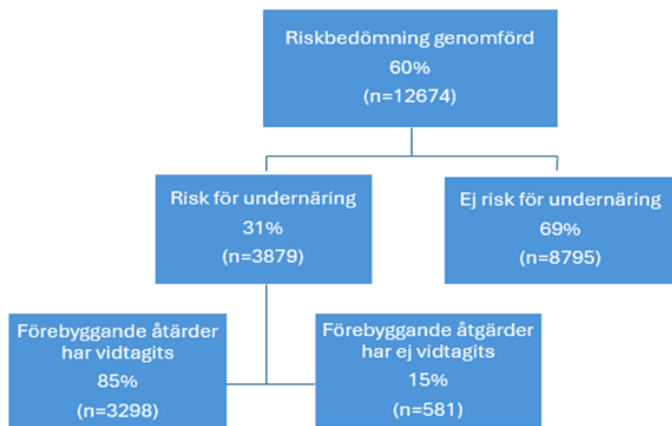 Riskbedömning genomförd
60%
(n=12674)
Risk för undernäring
31%
(n=3879)
Ej risk för undernäring
69%
(n=8795)
Förebyggande åtärder
har vidtagits
85%
(n=3298)
Förebyggande åtgärder
har ej vidtagits
15%
(n=581)